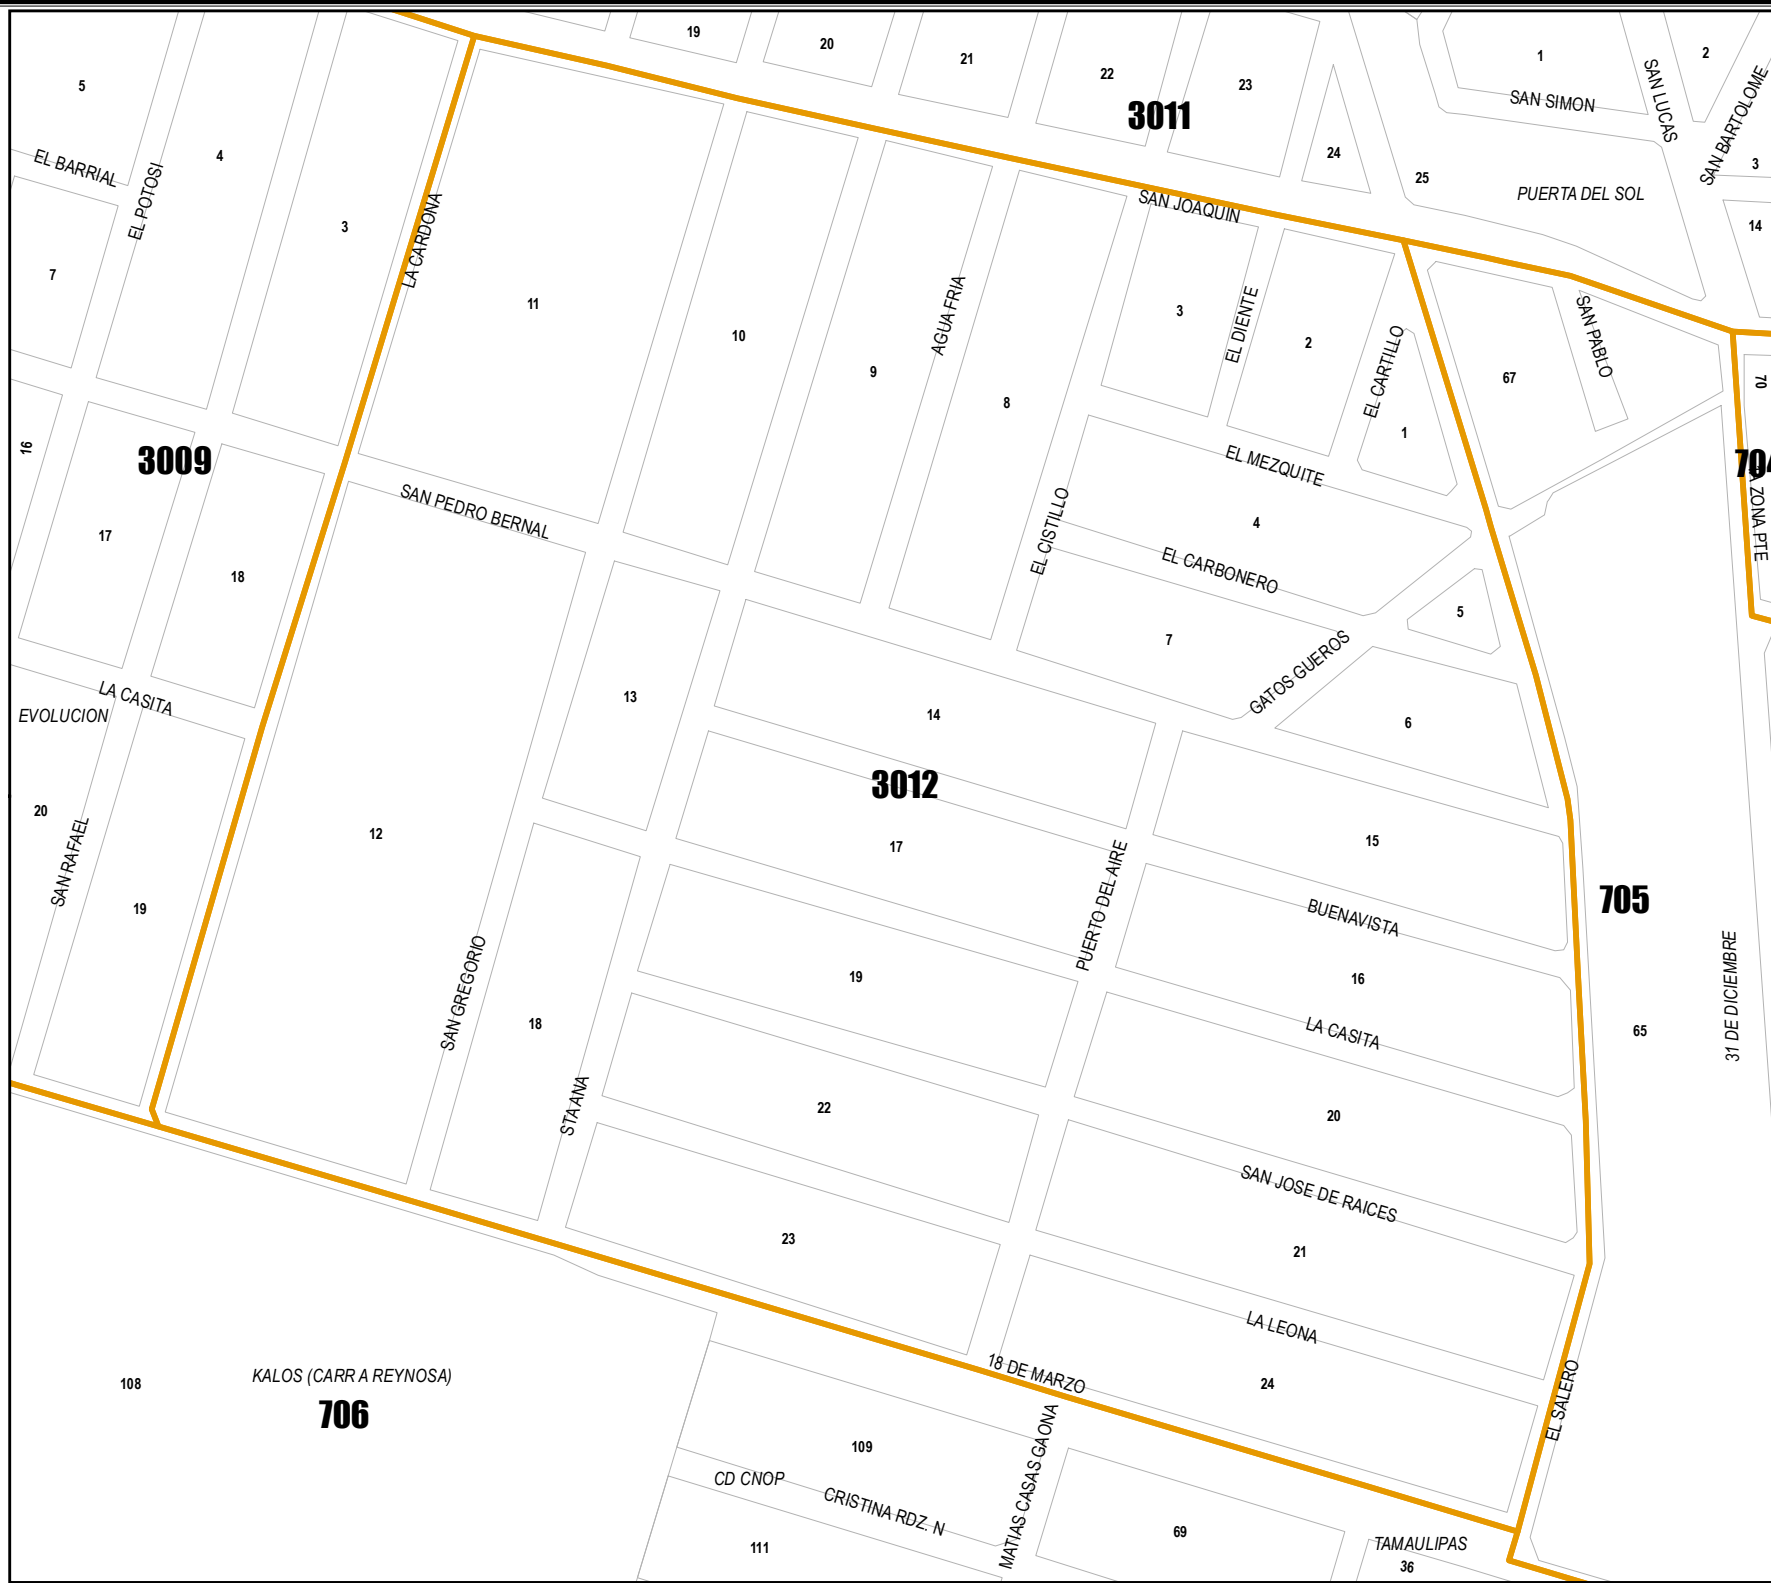 19
20
21
22
23
1
2
5
4
3
EL BARRIAL
EL POTOSI
LA CARDONA
3011
24
25
SAN SIMON
SAN LUCAS
SAN BARTOLOME
3
PUERTA DEL SOL
14
SAN JOAQUIN
7
11
10
9
AGUA FRIA
8
3
EL DIENTE
2
EL CARTILLO
1
67
SAN PABLO
70
16
3009
17
18
SAN PEDRO BERNAL
EL CISTILLO
EL MEZQUITE
4
EL CARBONERO
5
7
GATOS GUEROS
6
ZONA PTE
LA CASITA
EVOLUCION
20
SAN RAFAEL
19
12
13
14
3012
17
15
PUERTO DEL AIRE
BUENAVISTA
705
16
19
SAN GREGORIO
18
LA CASITA
65
31 DE DICIEMBRE
STA ANA
22
20
SAN JOSE DE RAICES
23
21
LA LEONA
18 DE MARZO
24
EL SALERO
108
KALOS (CARR A REYNOSA)
706
109
CD CNOP
CRISTINA RDZ. N
MATIAS CASAS GAONA
111
69
TAMAULIPAS
36